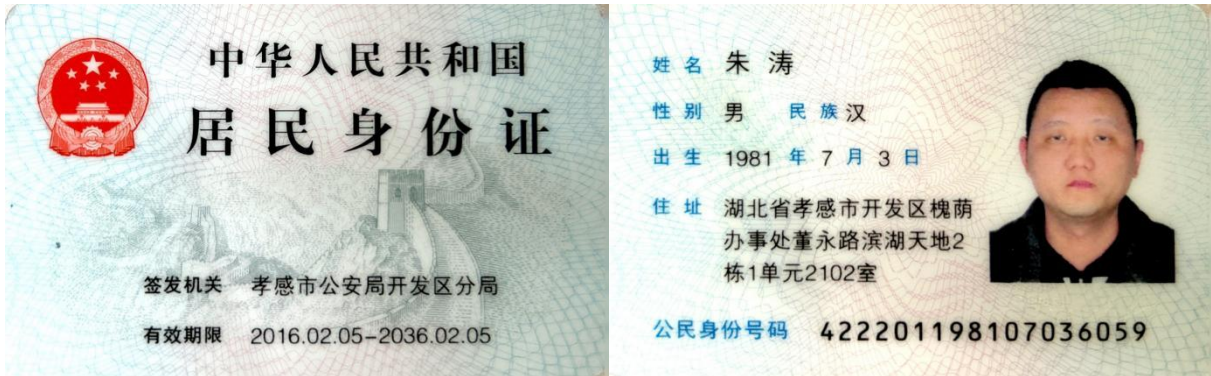 中华人民共和国
居民身份证
签发机关 孝感市公安局开发区分局
有效期限 2016.02.05-2036.02.05
姓名 朱涛
性别 男 民族 汉
出生 1981 年 7 月 3 日
住址 湖北省孝感市开发区槐荫
办事处董永路滨湖天地2
栋1单元2102室
公民身份号码 422201198107036059